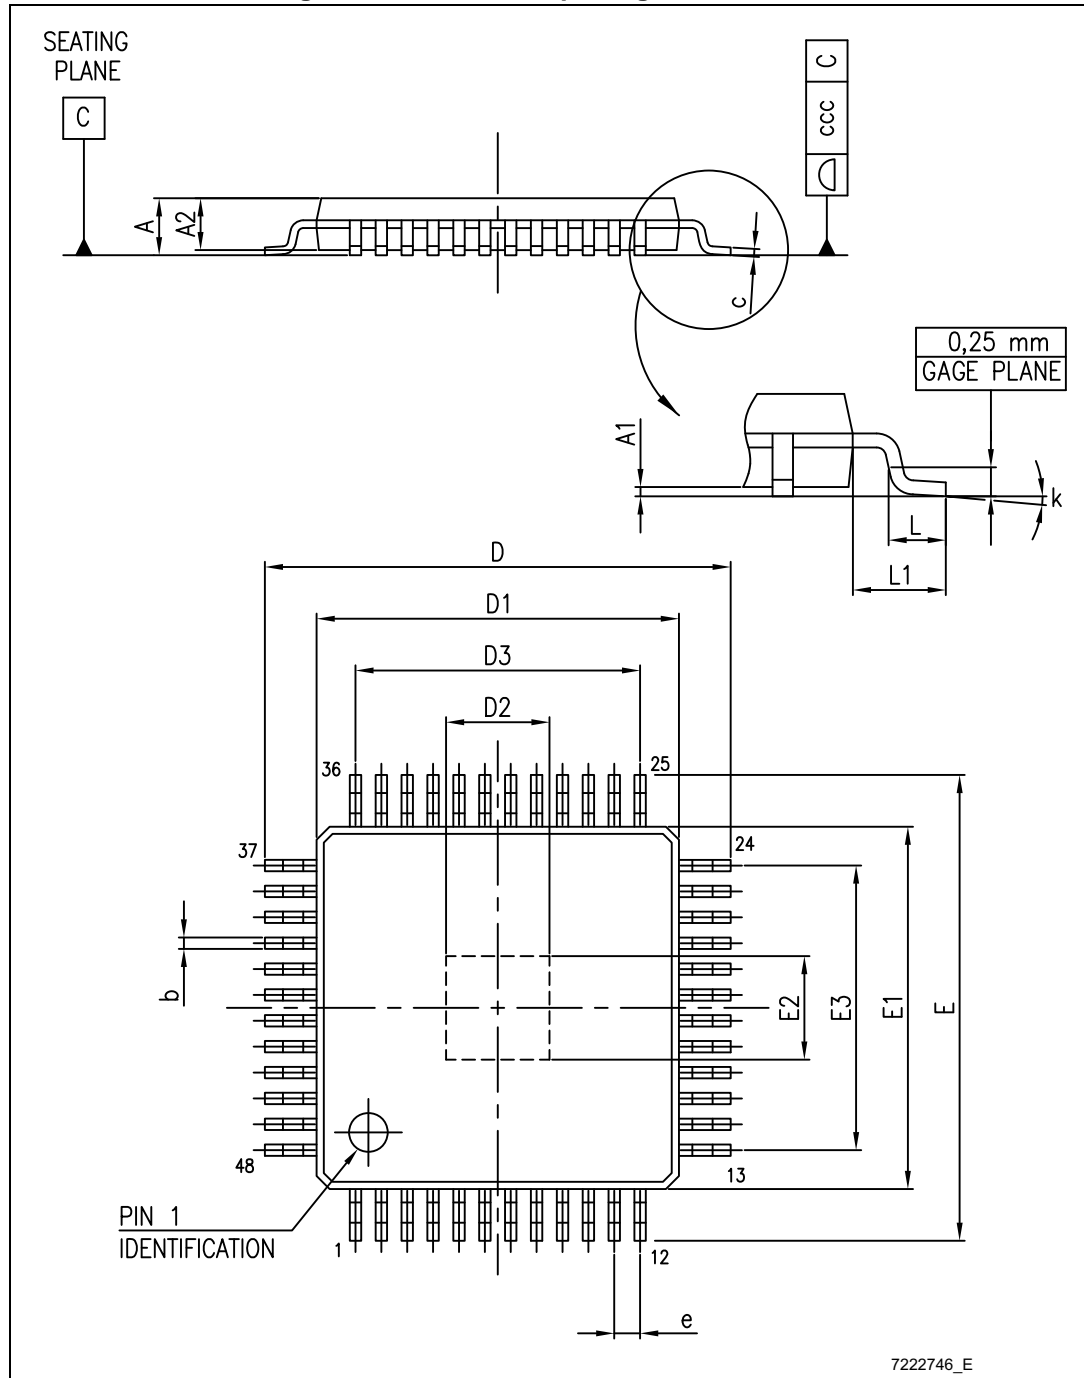 SEATING
PLANE
C
C
ccc
A
A2
c
0,25 mm
GAGE PLANE
A1
k
L
L1
D
D1
D3
D2
36
25
37
24
b
E2
E3
E1
E
48
13
PIN 1
IDENTIFICATION
1
12
e
7222746_E